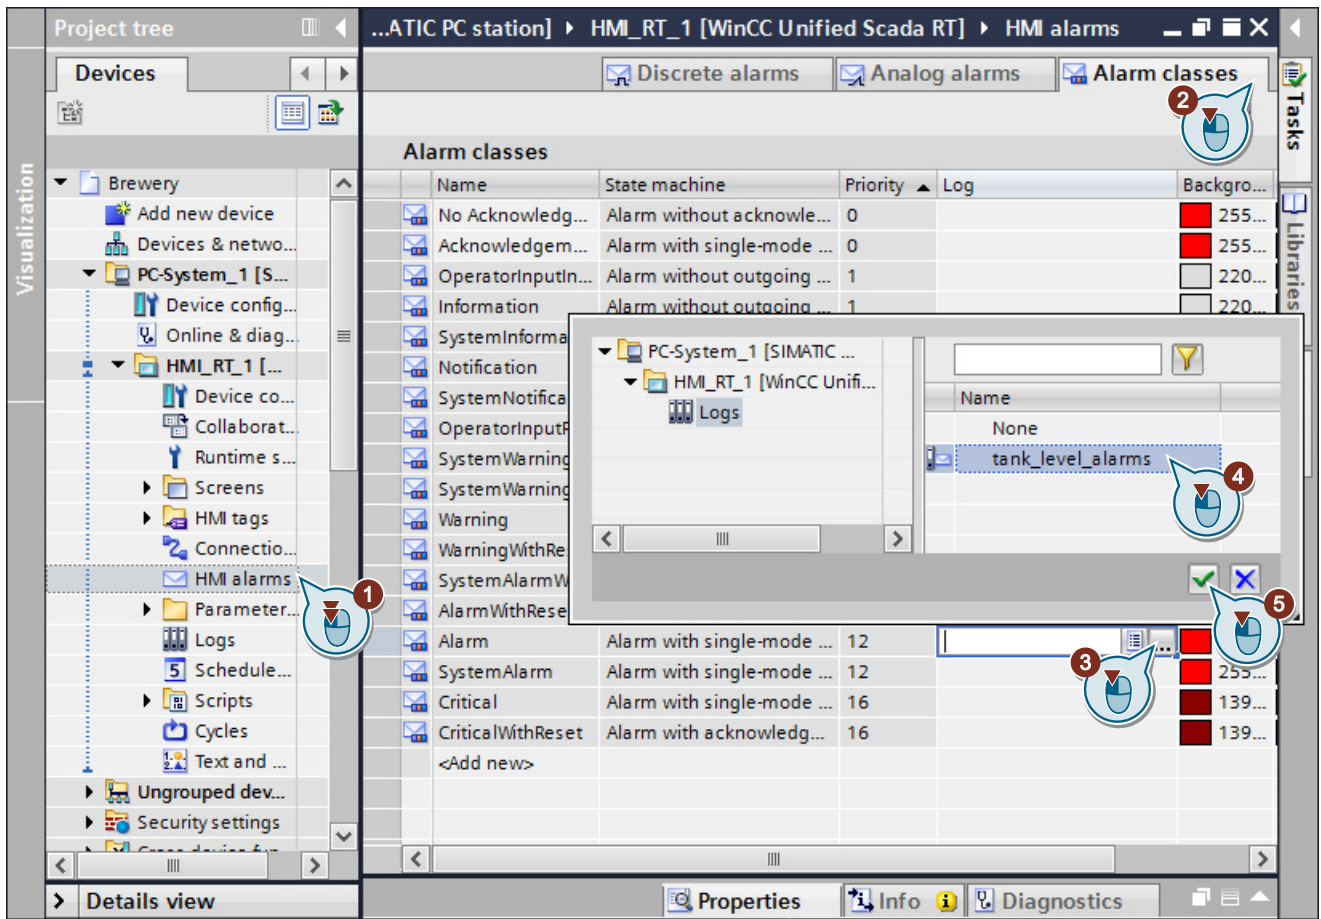 Project tree
...ATIC PC station] HMI_RT_1 [WinCC Unified Scada RT] HMI alarms
Devices
Discrete alarms
Analog alarms
Alarm classes
2
Tasks
Libraries
Visualization
Brewery
Add new device
Devices & netwo...
PC-System_1 [S...
Device config...
Online & diag...
HMI_RT_1 [...
Device co...
Collaborat...
Runtime s...
Screens
HMI tags
Connectio...
HMI alarms
1
Parameter...
Logs
Schedule...
Scripts
Cycles
Text and ...
Ungrouped dev...
Security settings
Details view
Alarm classes
Name State machine Priority Log Backgro...
No Acknowledg... Alarm without acknowle... 0 255...
Acknowledgem... Alarm with single-mode 0 255...
OperatorInputIn... Alarm without outgoing ... 1 220...
Information Alarm without outgoing ... 1 220...
SystemInforma
Notification
SystemNotifica
OperatorInputR
SystemWarning
SystemWarning
Warning
WarningWithRe
SystemAlarmW
AlarmWithRese
Alarm Alarm with single-mode ... 12 ...
SystemAlarm Alarm with single-mode ... 12 255...
Critical Alarm with single-mode ... 16 139...
CriticalWithReset Alarm with acknowledg... 16 139...
<Add new>
PC-System_1 [SIMATIC ...
HMI_RT_1 [WinCC Unifi...
Logs
Name
None
tank_level_alarms
4
5
3
Properties
Info
Diagnostics